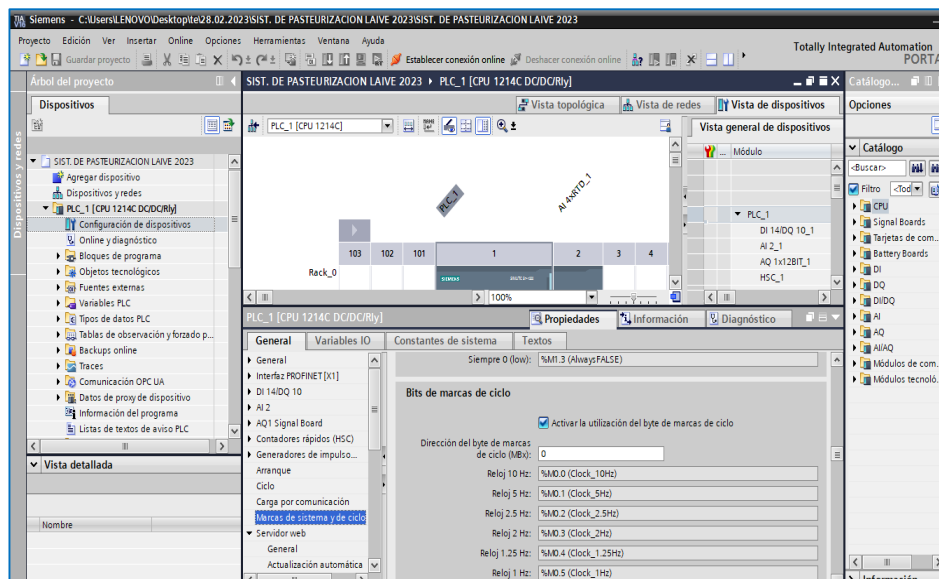 Siemens - C:\Users\LENOVO\Desktop\te\28.02.2023\SIST. DE PASTEURIZACION LAIVE 2023\SIST. DE PASTEURIZACION LAIVE 2023
Proyecto Edición Ver Insertar Online Opciones Herramientas Ventana Ayuda
Totally Integrated Automation
PORTA
Guardar proyecto
Establecer conexión online
Deshacer conexión online
Árbol del proyecto
Dispositivos
Dispositivos y redes
SIST. DE PASTEURIZACION LAIVE 2023
Agregar dispositivo
Dispositivos y redes
PLC_1 [CPU 1214C DC/DC/Rly]
Configuración de dispositivos
Online y diagnóstico
Bloques de programa
Objetos tecnológicos
Fuentes externas
Variables PLC
Tipos de datos PLC
Tablas de observación y forzado p...
Backups online
Traces
Comunicación OPC UA
Datos de proxy de dispositivo
Información del programa
Listas de textos de aviso PLC
Vista detallada
Nombre
SIST. DE PASTEURIZACION LAIVE 2023 ▸ PLC_1 [CPU 1214C DC/DC/Rly]
Vista topológica
Vista de redes
Vista de dispositivos
PLC_1 [CPU 1214C]
PLC_1
AI 4xRTD_1
103 102 101 1 2 3 4
Rack_0
SIEMENS
100%
Vista general de dispositivos
... Módulo
PLC_1
DI 14/DQ 10_1
AI 2_1
AQ 1x12BIT_1
HSC_1
PLC_1 [CPU 1214C DC/DC/Rly]
Propiedades
Información
Diagnóstico
General
Variables IO
Constantes de sistema
Textos
General
Interfaz PROFINET [X1]
DI 14/DQ 10
AI 2
AQ1 Signal Board
Contadores rápidos (HSC)
Generadores de impulso...
Arranque
Ciclo
Carga por comunicación
Marcas de sistema y de ciclo
Servidor web
General
Actualización automática
Siempre 0 (low): %M1.3 (AlwaysFALSE)
Bits de marcas de ciclo
Activar la utilización del byte de marcas de ciclo
Dirección del byte de marcas
de ciclo (MBx): 0
Reloj 10 Hz: %M0.0 (Clock_10Hz)
Reloj 5 Hz: %M0.1 (Clock_5Hz)
Reloj 2.5 Hz: %M0.2 (Clock_2.5Hz)
Reloj 2 Hz: %M0.3 (Clock_2Hz)
Reloj 1.25 Hz: %M0.4 (Clock_1.25Hz)
Reloj 1 Hz: %M0.5 (Clock_1Hz)
Catálogo...
Opciones
Catálogo
<Buscar>
Filtro <Tod
CPU
Signal Boards
Tarjetas de com...
Battery Boards
DI
DQ
DI/DQ
AI
AQ
AI/AQ
Módulos de com.
Módulos tecnoló.
Información